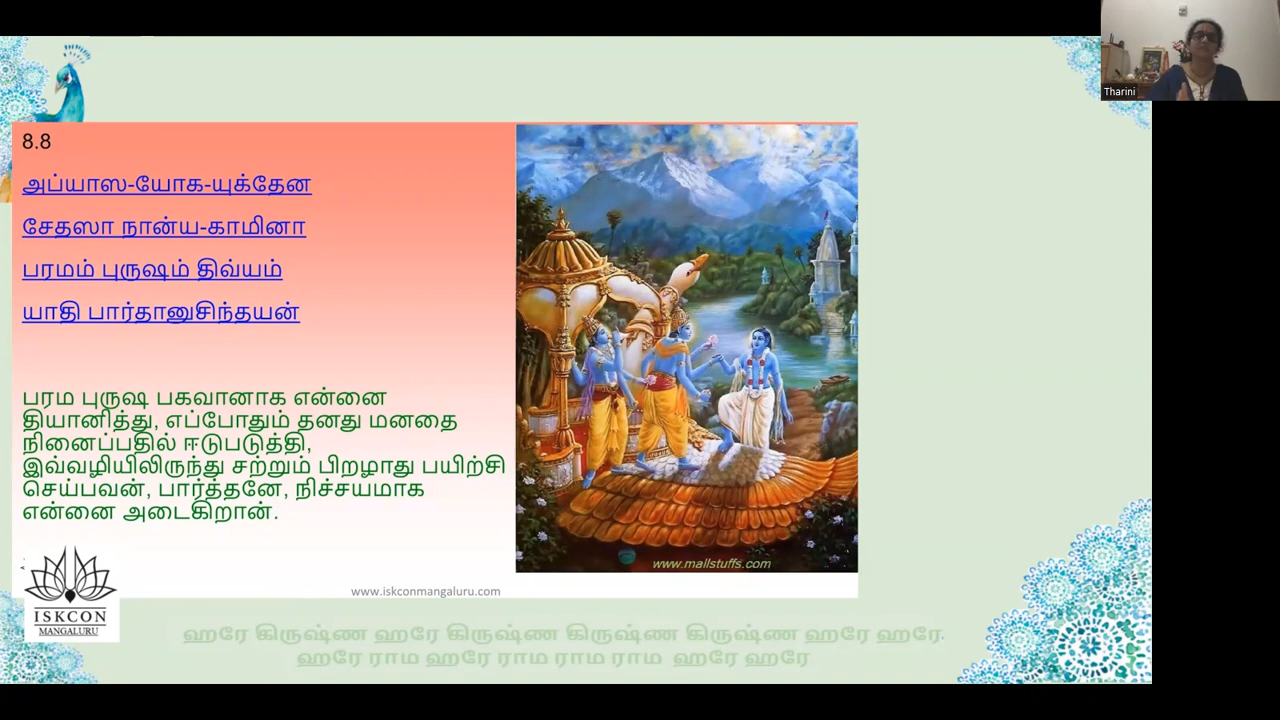 Tharini
8.8
அப்யாஸ-யோக-யுக்தேன
சேதஸா நான்ய-காமினா
பரமம் புருஷம் திவ்யம்
யாதி பார்தானுசிந்தயன்
பரம புருஷ பகவானாக என்னை
தியானித்து, எப்போதும் தனது மனதை
நினைப்பதில் ஈடுபடுத்தி,
இவ்வழியிலிருந்து சற்றும் பிறழாது பயிற்சி
செய்பவன், பார்த்தனே, நிச்சயமாக
என்னை அடைகிறான்.
www.mallstuffs.com
www.iskconmangaluru.com
ISKCON
MANGALURU
ஹரே கிருஷ்ண ஹரே கிருஷ்ண கிருஷ்ண கிருஷ்ண ஹரே ஹரே
ஹரே ராம ஹரே ராம ராம ராம ஹரே ஹரே